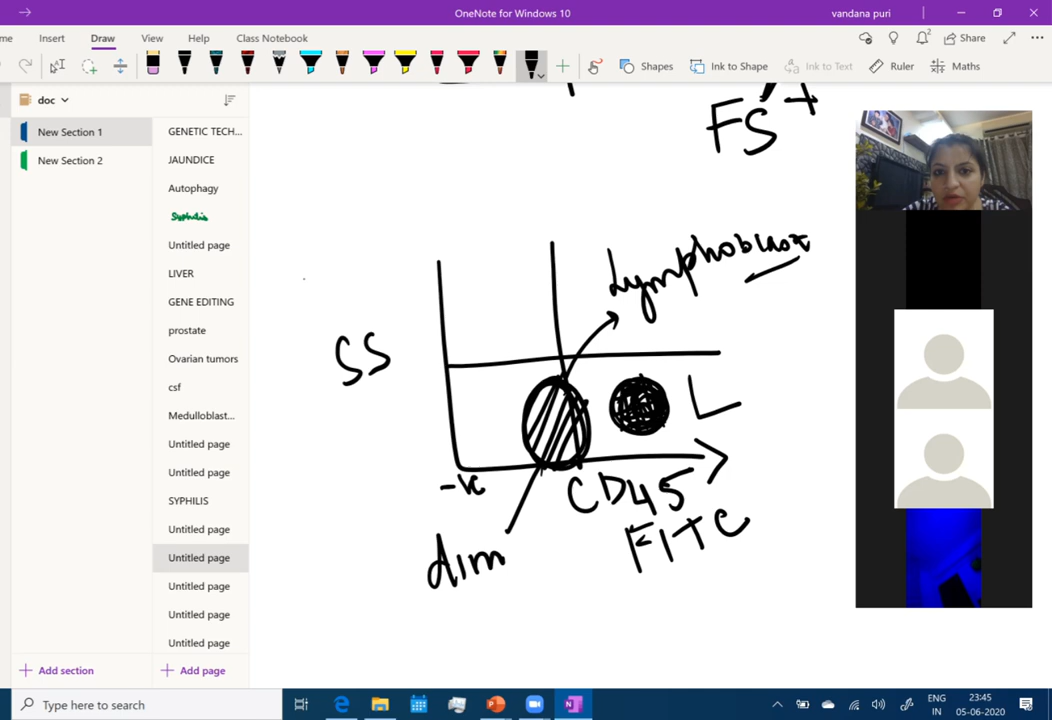 OneNote for Windows 10
vandana puri
Insert
Draw
View
Help
Class Notebook
Share
Shapes
Ink to Shape
Ink to Text
Ruler
Maths
doc
New Section 1
New Section 2
GENETIC TECH...
JAUNDICE
Autophagy
Syphilis
Untitled page
LIVER
GENE EDITING
prostate
Ovarian tumors
csf
Medulloblast...
Untitled page
Untitled page
SYPHILIS
Untitled page
Untitled page
Untitled page
Untitled page
Untitled page
Add section
Add page
FS
Lymphoblast
SS
L
-ve
CD45
FITC
dim
Type here to search
ENG
IN
23:45
05-06-2020